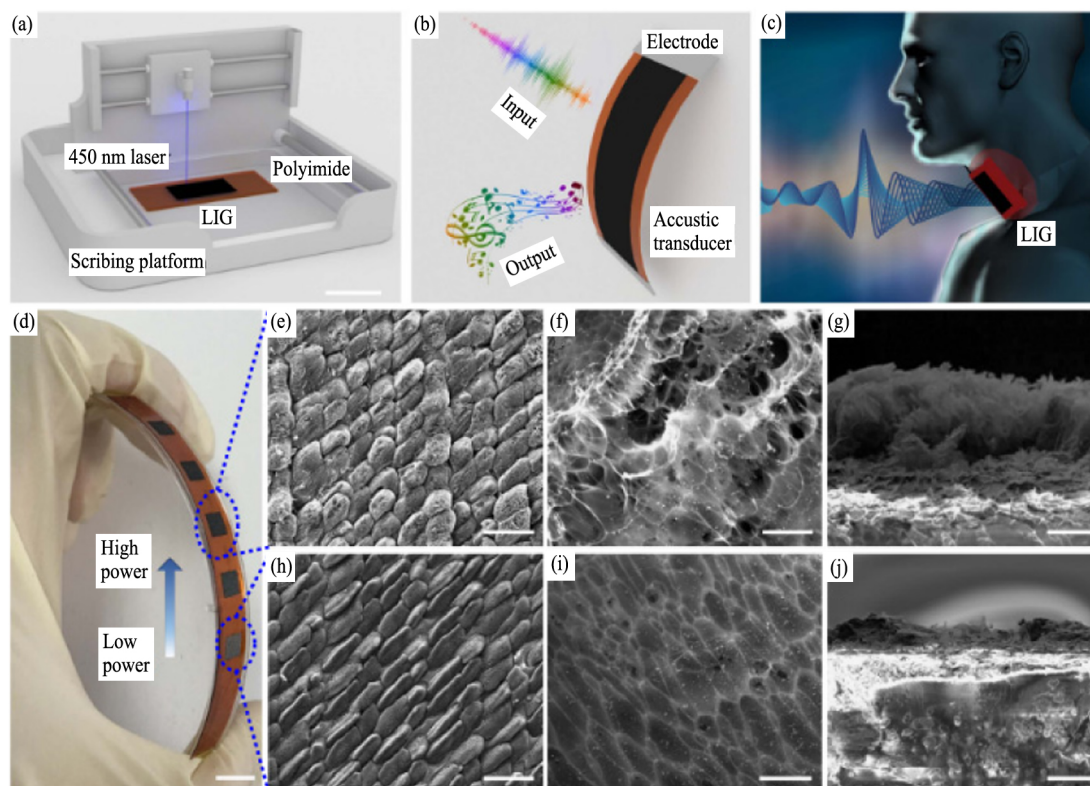 (a)
450 nm laser
Polyimide
LIG
Scribing platform
(b)
Electrode
Input
Accustic
transducer
Output
(c)
LIG
(d)
High
power
Low
power
(e)
(f)
(g)
(h)
(i)
(j)